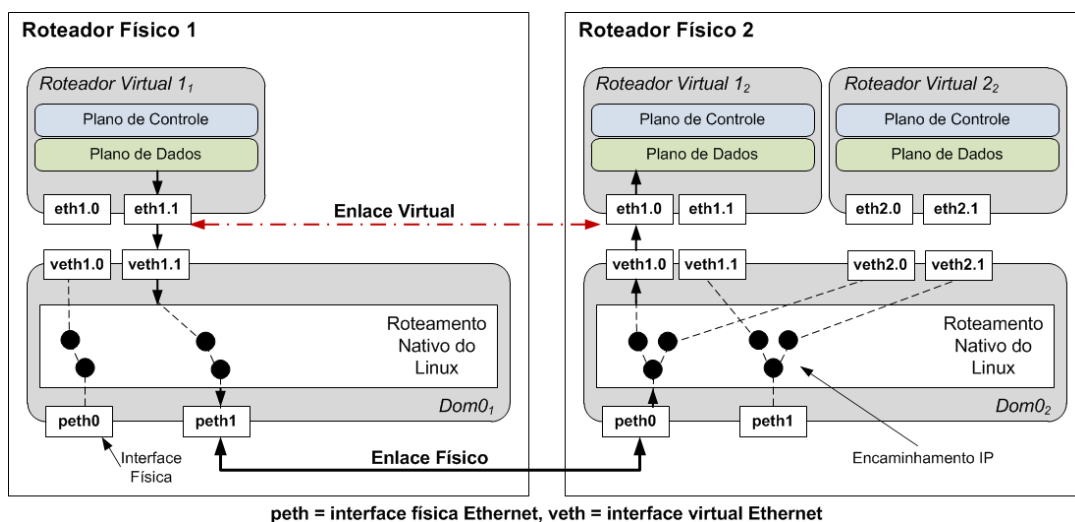 Roteador Físico 1
Roteador Virtual 1₁
Plano de Controle
Plano de Dados
eth1.0
eth1.1
veth1.0
veth1.1
Roteamento
Nativo do
Linux
Dom0₁
peth0
peth1
Interface
Física
Enlace Virtual
Enlace Físico
Roteador Físico 2
Roteador Virtual 1₂
Plano de Controle
Plano de Dados
eth1.0
eth1.1
Roteador Virtual 2₂
Plano de Controle
Plano de Dados
eth2.0
eth2.1
veth1.0
veth1.1
veth2.0
veth2.1
Roteamento
Nativo do
Linux
Dom0₂
peth0
peth1
Encaminhamento IP
peth = interface física Ethernet, veth = interface virtual Ethernet